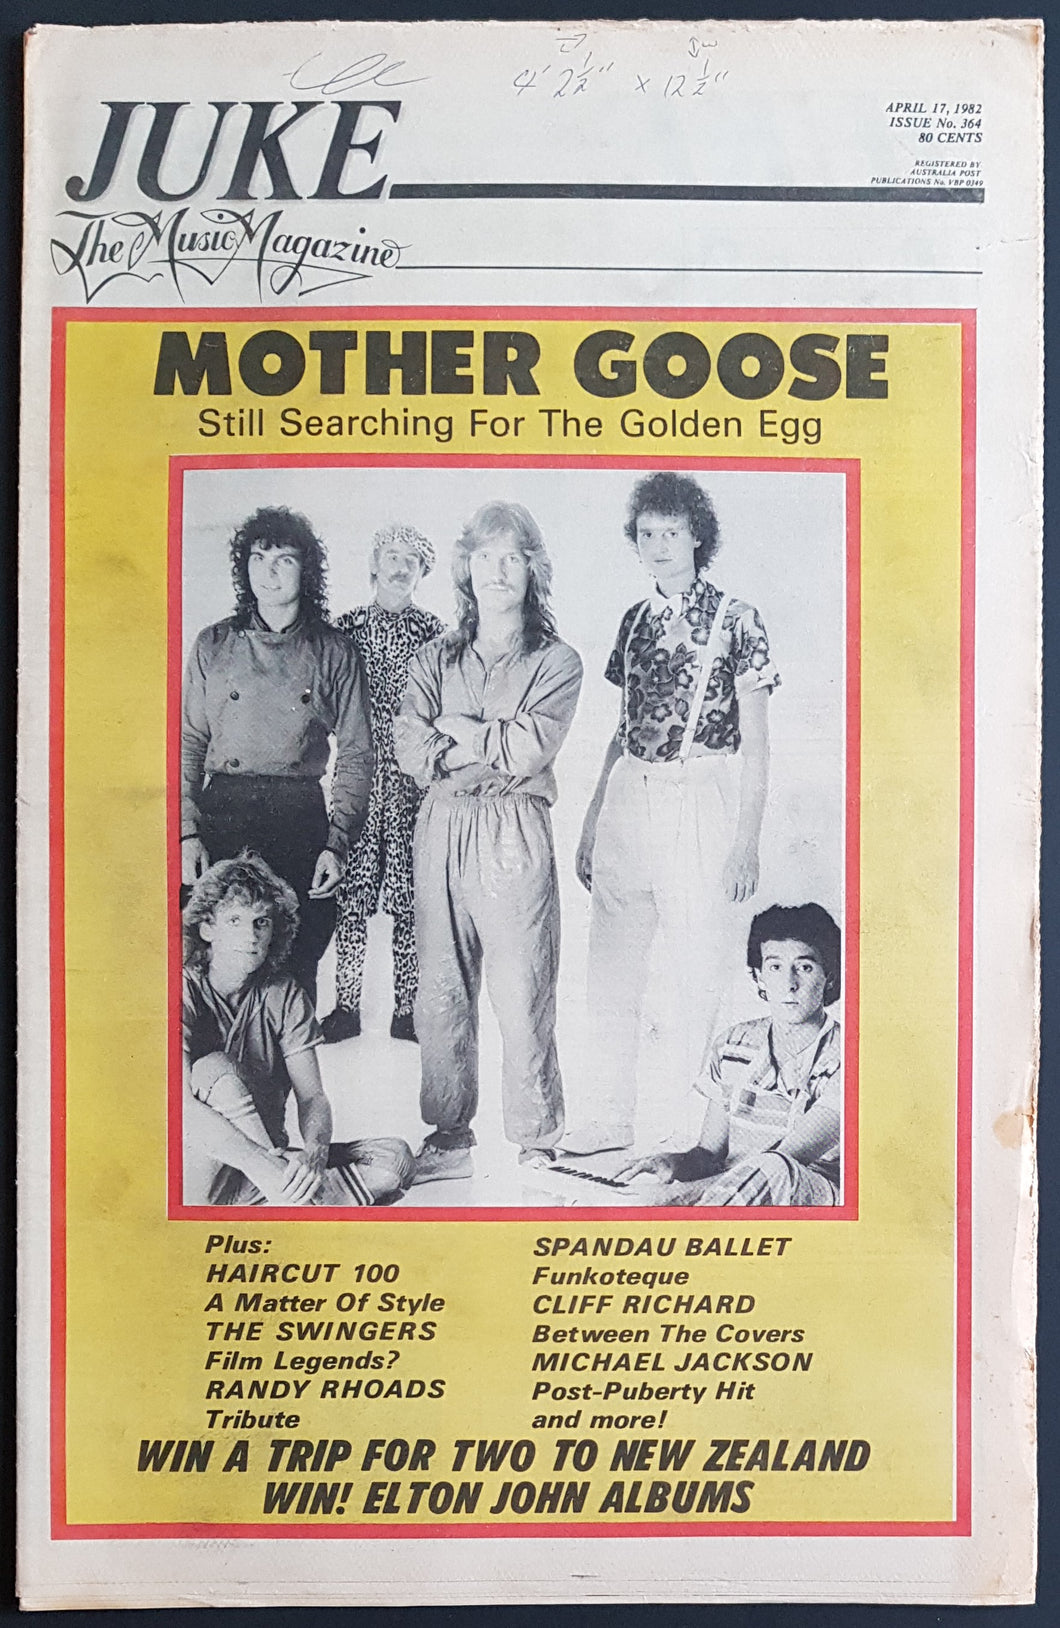 4' 2½" x 12½"
JUKE
The Music Magazine
APRIL 17, 1982
ISSUE No. 364
80 CENTS
REGISTERED BY
AUSTRALIA POST
PUBLICATIONS No. VBP 0349
MOTHER GOOSE
Still Searching For The Golden Egg
Plus:
HAIRCUT 100
A Matter Of Style
THE SWINGERS
Film Legends?
RANDY RHOADS
Tribute
SPANDAU BALLET
Funkoteque
CLIFF RICHARD
Between The Covers
MICHAEL JACKSON
Post-Puberty Hit
and more!
WIN A TRIP FOR TWO TO NEW ZEALAND
WIN! ELTON JOHN ALBUMS